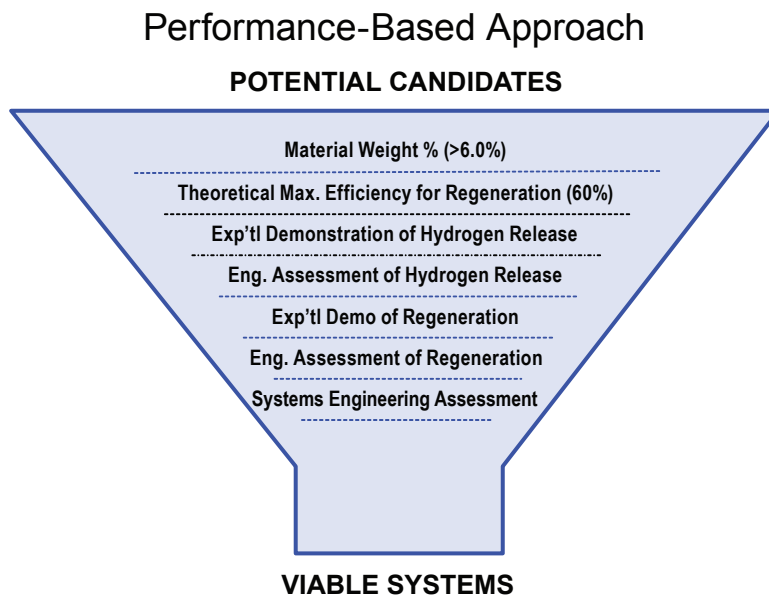 Performance-Based Approach
POTENTIAL CANDIDATES
Material Weight % (>6.0%)
Theoretical Max. Efficiency for Regeneration (60%)
Exp'tl Demonstration of Hydrogen Release
Eng. Assessment of Hydrogen Release
Exp'tl Demo of Regeneration
Eng. Assessment of Regeneration
Systems Engineering Assessment
VIABLE SYSTEMS